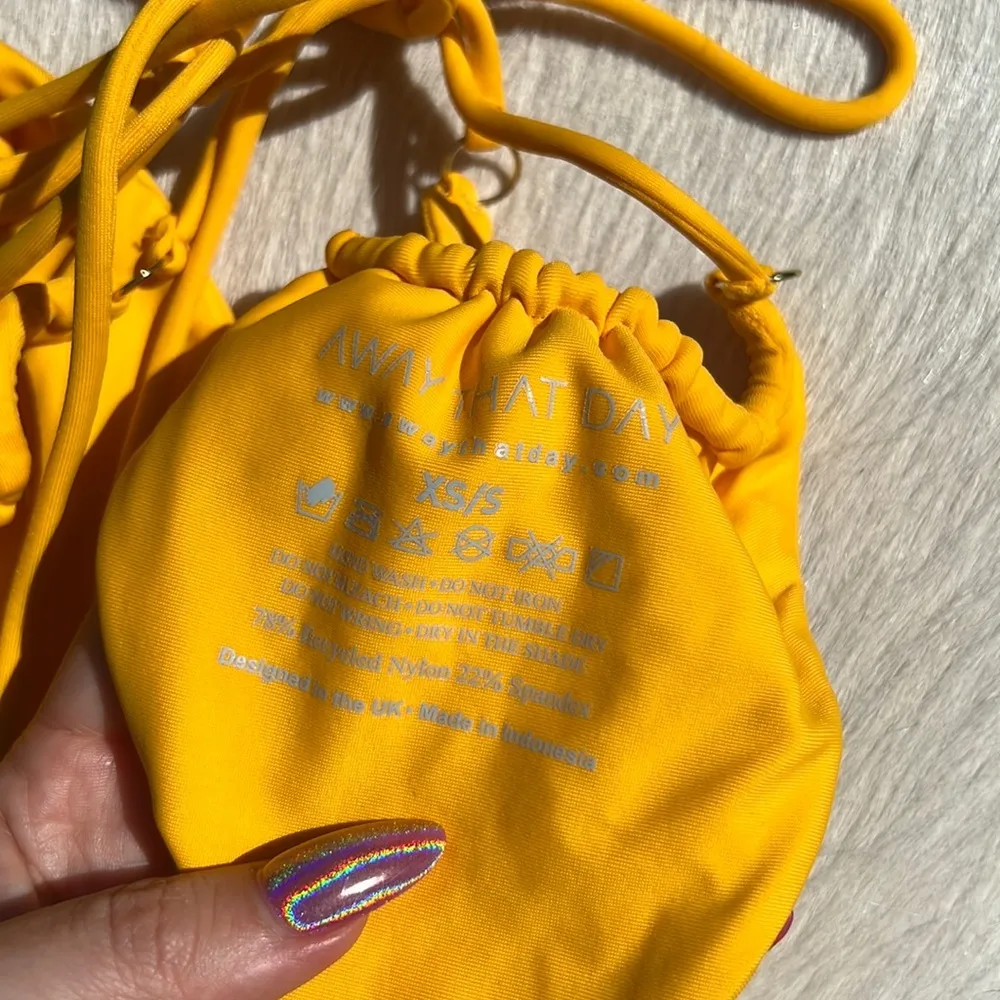 AWAY THAT DAY
www.awaythatday.com
XS/S
HAND WASH • DO NOT IRON
DO NOT BLEACH • DO NOT TUMBLE DRY
DO NOT WRING • DRY IN THE SHADE
78% Recycled Nylon 22% Spandex
Designed in the UK • Made in Indonesia